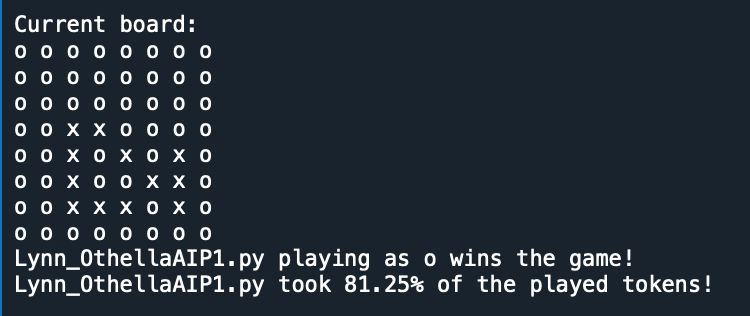 Current board:
o o o o o o o o
o o o o o o o o
o o o o o o o o
o o x x o o o o
o o x o x o x o
o o x o o x x o
o o x x x o x o
o o o o o o o o
Lynn_OthellaAIP1.py playing as o wins the game!
Lynn_OthellaAIP1.py took 81.25% of the played tokens!